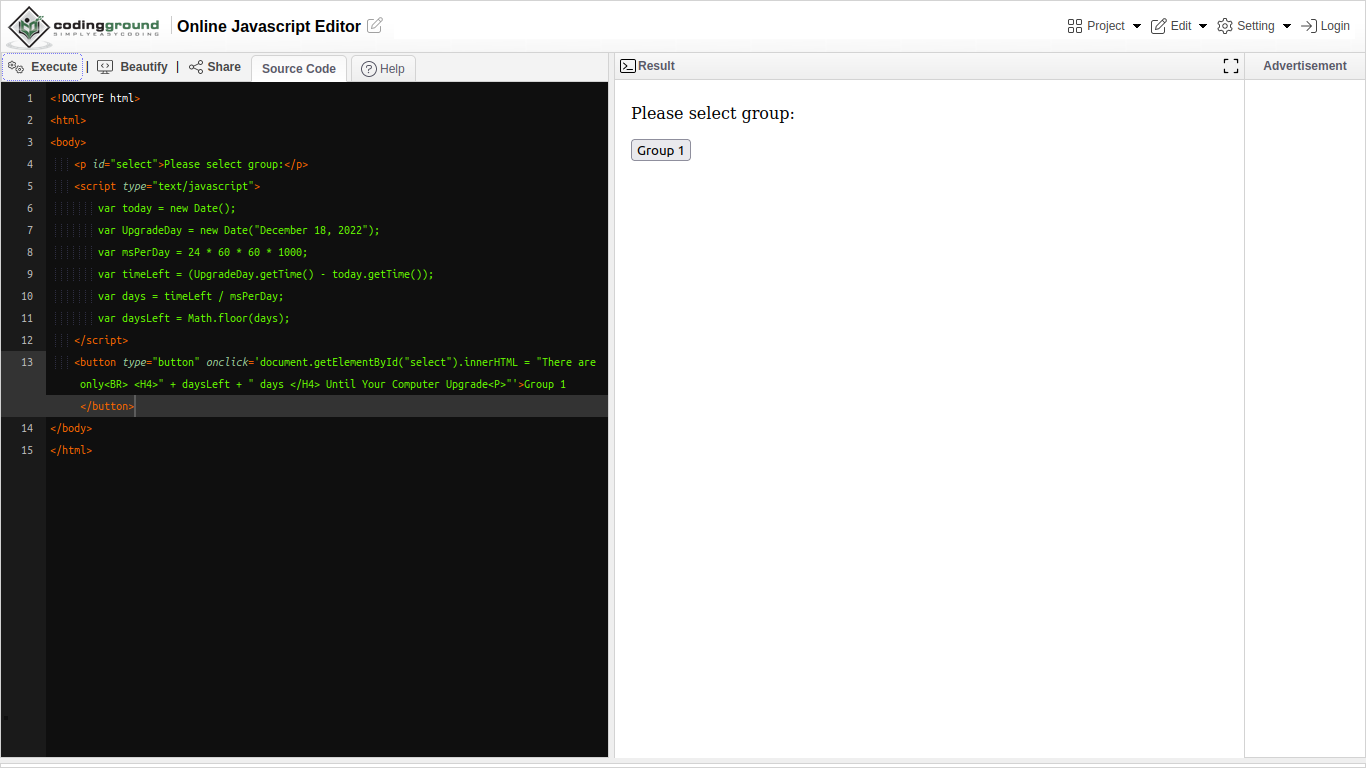 codingground
SIMPLYEASYCODING
Online Javascript Editor
Project
Edit
Setting
Login
Execute | Beautify | Share
Source Code
Help
Result
Advertisement
1 <!DOCTYPE html>
2 <html>
3 <body>
4 <p id="select">Please select group:</p>
5 <script type="text/javascript">
6 var today = new Date();
7 var UpgradeDay = new Date("December 18, 2022");
8 var msPerDay = 24 * 60 * 60 * 1000;
9 var timeLeft = (UpgradeDay.getTime() - today.getTime());
10 var days = timeLeft / msPerDay;
11 var daysLeft = Math.floor(days);
12 </script>
13 <button type="button" onclick='document.getElementById("select").innerHTML = "There are
only<BR> <H4>" + daysLeft + " days </H4> Until Your Computer Upgrade<P>"'>Group 1
</button>
14 </body>
15 </html>
Please select group:
Group 1